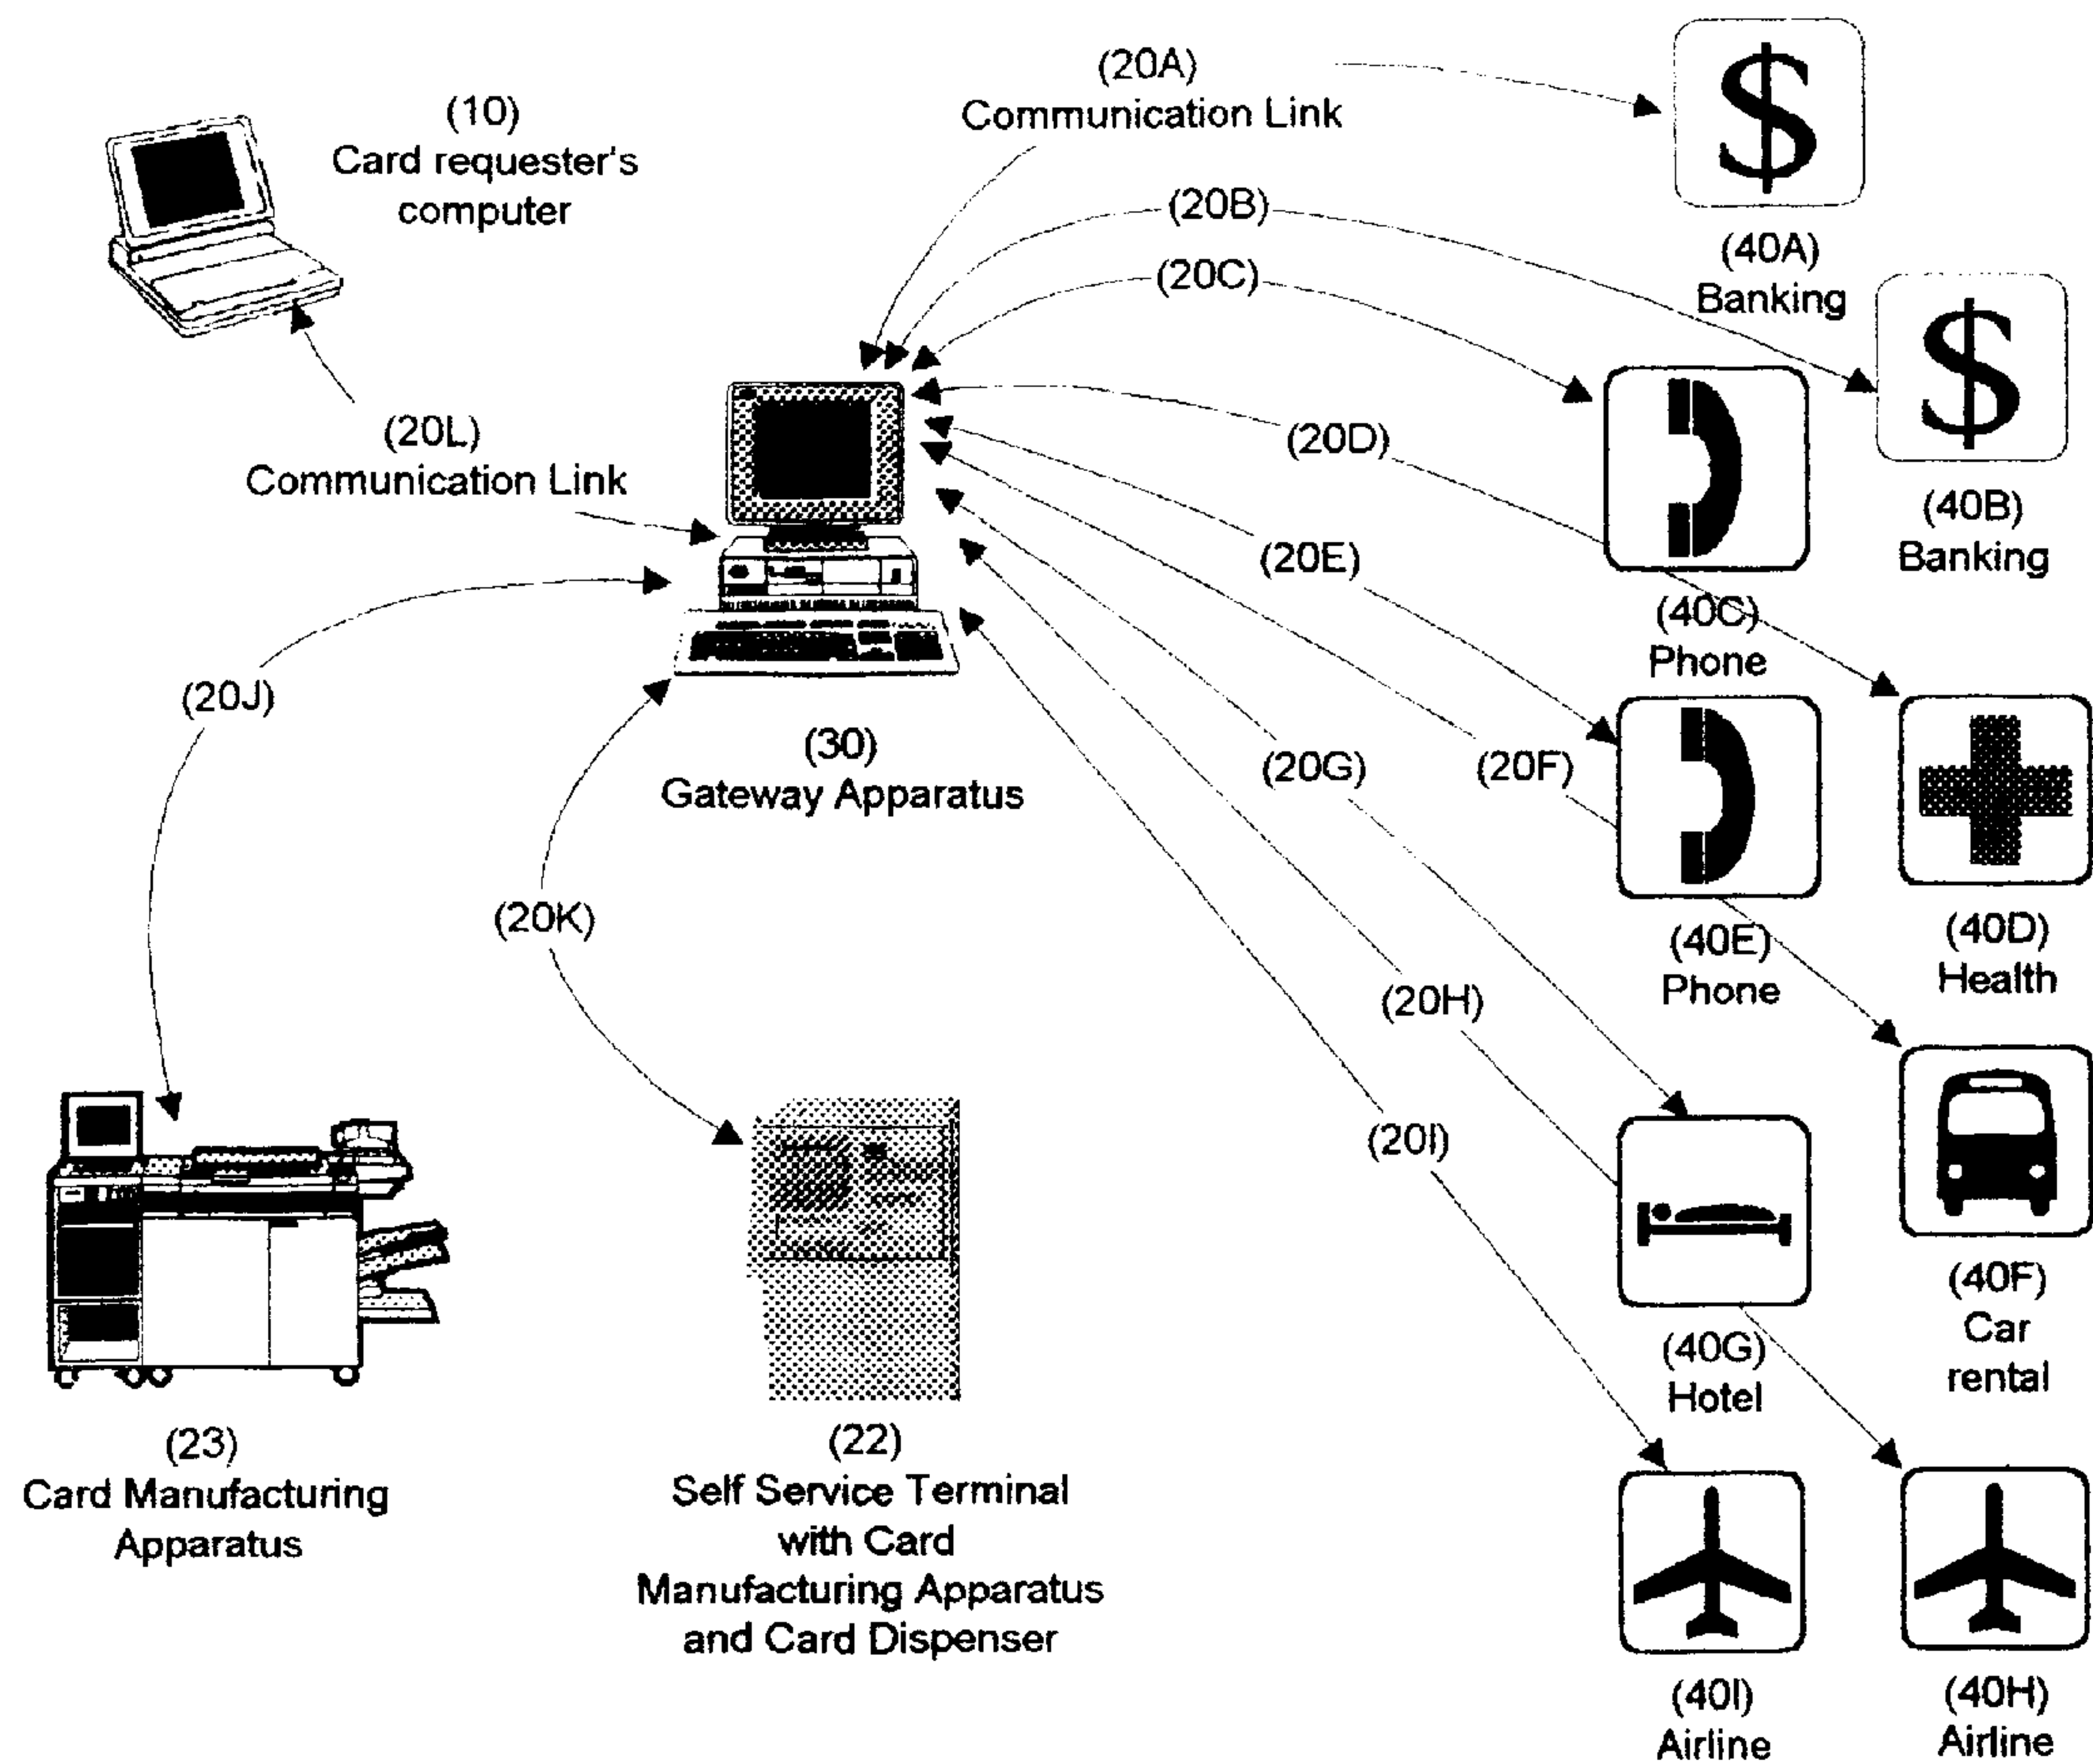 (20A)
Communication Link
(10)
Card requester's
computer
(20B)
(40A)
Banking
(20C)
(20L)
Communication Link
(20D)
(40B)
Banking
(20E)
(40C)
Phone
(20J)
(30)
Gateway Apparatus
(20G)
(20F)
(20K)
(40E)
Phone
(40D)
Health
(20H)
(20I)
(40F)
Car
rental
(40G)
Hotel
(23)
Card Manufacturing
Apparatus
(22)
Self Service Terminal
with Card
Manufacturing Apparatus
and Card Dispenser
(40I)
Airline
(40H)
Airline